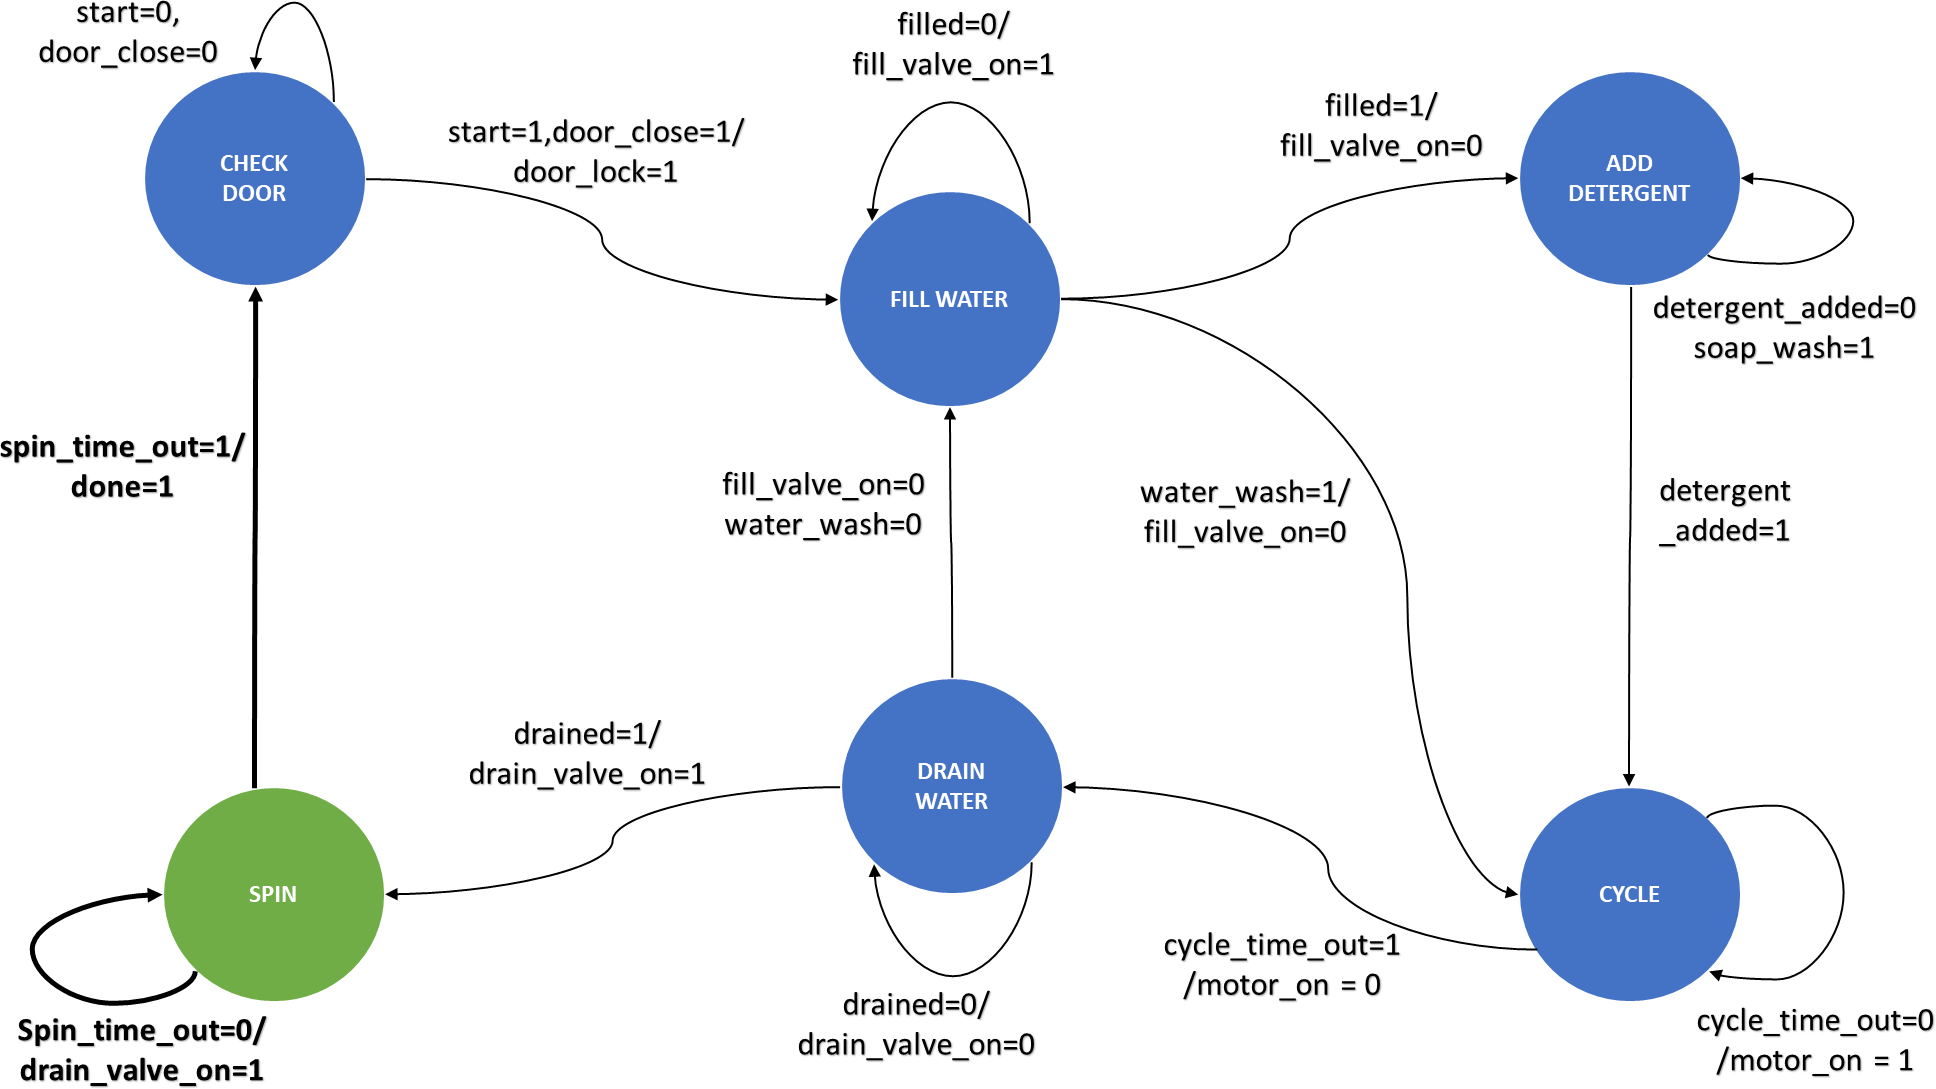 start=0,
door_close=0
filled=0/
fill_valve_on=1
filled=1/
fill_valve_on=0
start=1,door_close=1/
door_lock=1
CHECK
DOOR
ADD
DETERGENT
FILL WATER
detergent_added=0
soap_wash=1
spin_time_out=1/
done=1
fill_valve_on=0
water_wash=0
water_wash=1/
fill_valve_on=0
detergent
_added=1
drained=1/
drain_valve_on=1
DRAIN
WATER
SPIN
CYCLE
cycle_time_out=1
/motor_on = 0
drained=0/
drain_valve_on=0
Spin_time_out=0/
drain_valve_on=1
cycle_time_out=0
/motor_on = 1